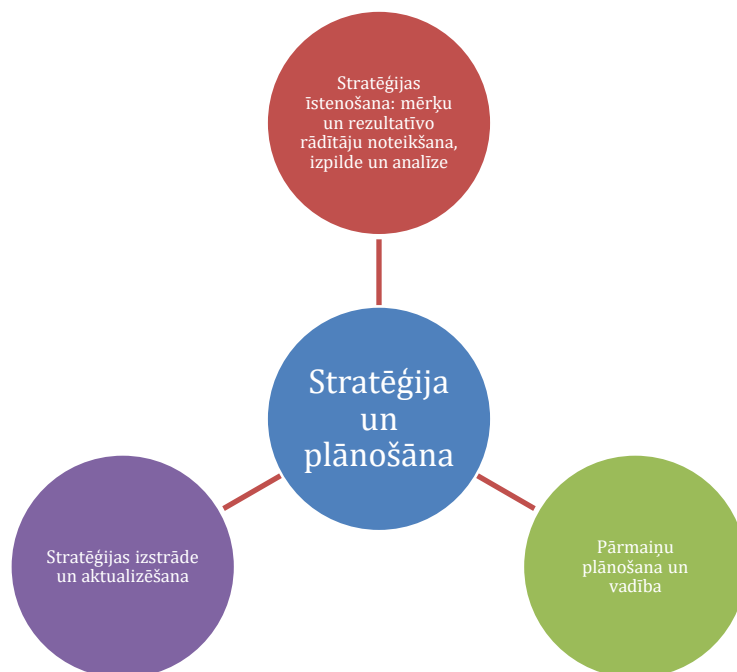 Stratēģijas
īstenošana: mērķu
un rezultatīvo
rādītāju noteikšana,
izpilde un analīze
Stratēģija
un
plānošāna
Stratēģijas izstrāde
un aktualizēšana
Pārmaiņu
plānošana un
vadība